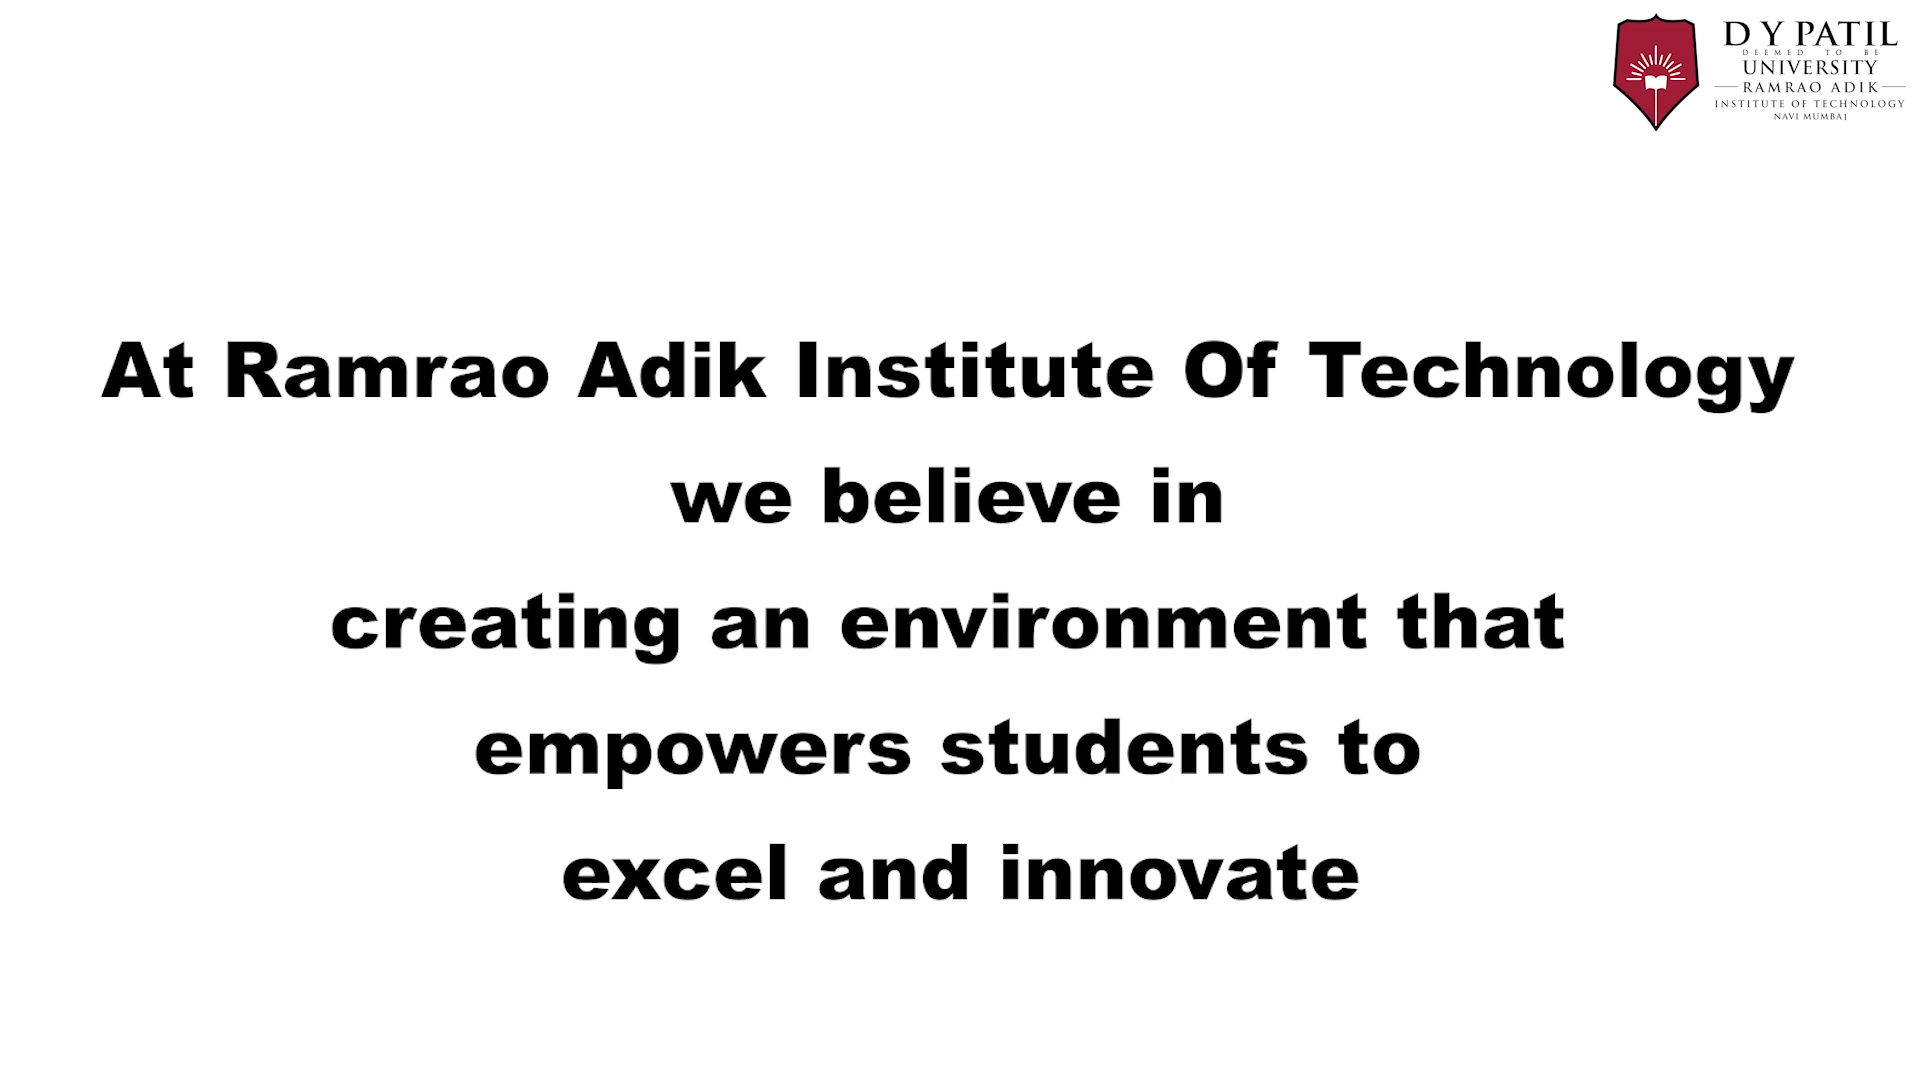 D Y PATIL
DEEMED TO BE
UNIVERSITY
RAMRAO ADIK
INSTITUTE OF TECHNOLOGY
NAVI MUMBAI
At Ramrao Adik Institute Of Technology
we believe in
creating an environment that
empowers students to
excel and innovate